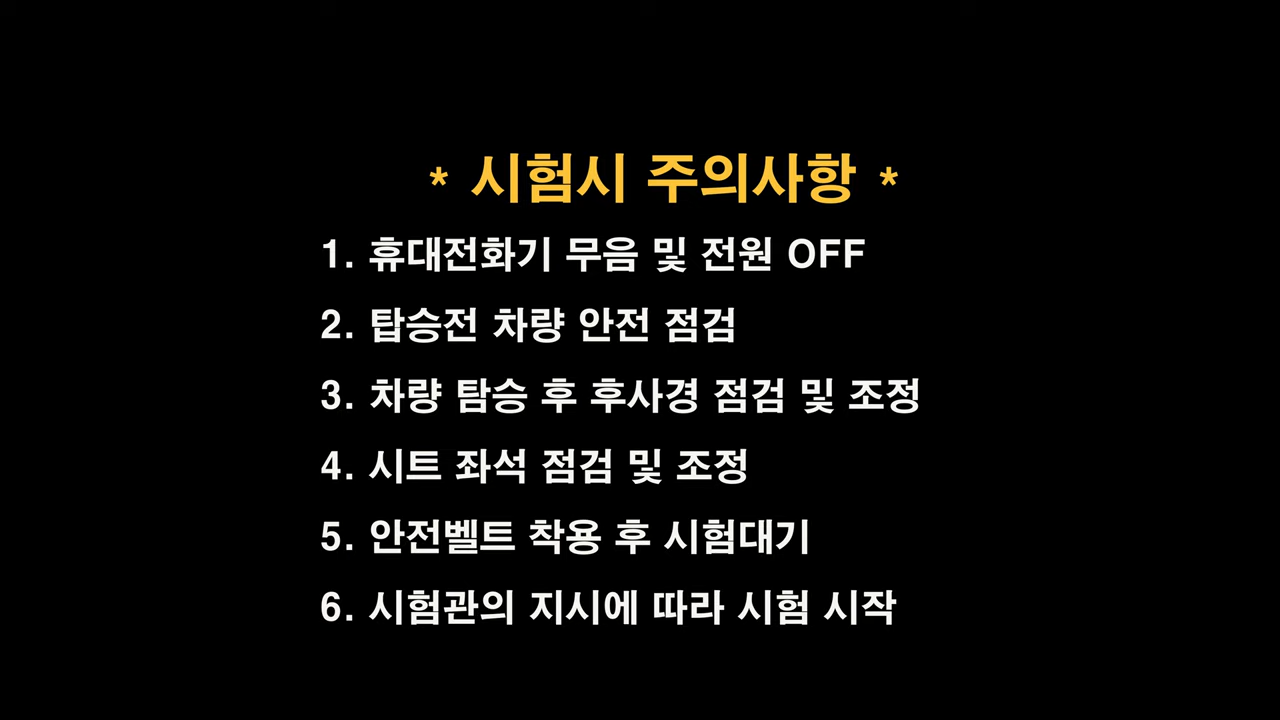 * 시험시 주의사항 *
1. 휴대전화기 무음 및 전원 OFF
2. 탑승전 차량 안전 점검
3. 차량 탐승 후 후사경 점검 및 조정
4. 시트 좌석 점검 및 조정
5. 안전벨트 착용 후 시험대기
6. 시험관의 지시에 따라 시험 시작